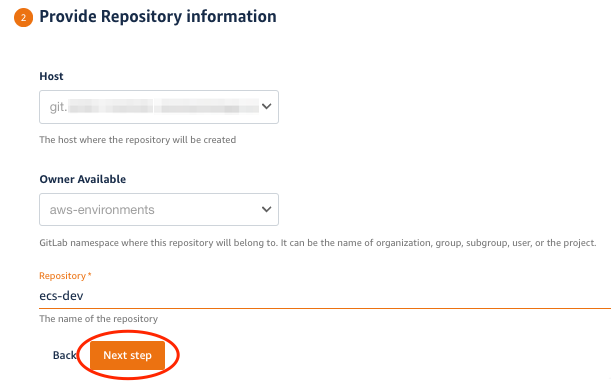 2 Provide Repository information
Host
git.
The host where the repository will be created
Owner Available
aws-environments
GitLab namespace where this repository will belong to. It can be the name of organization, group, subgroup, user, or the project.
Repository *
ecs-dev
The name of the repository
Back Next step